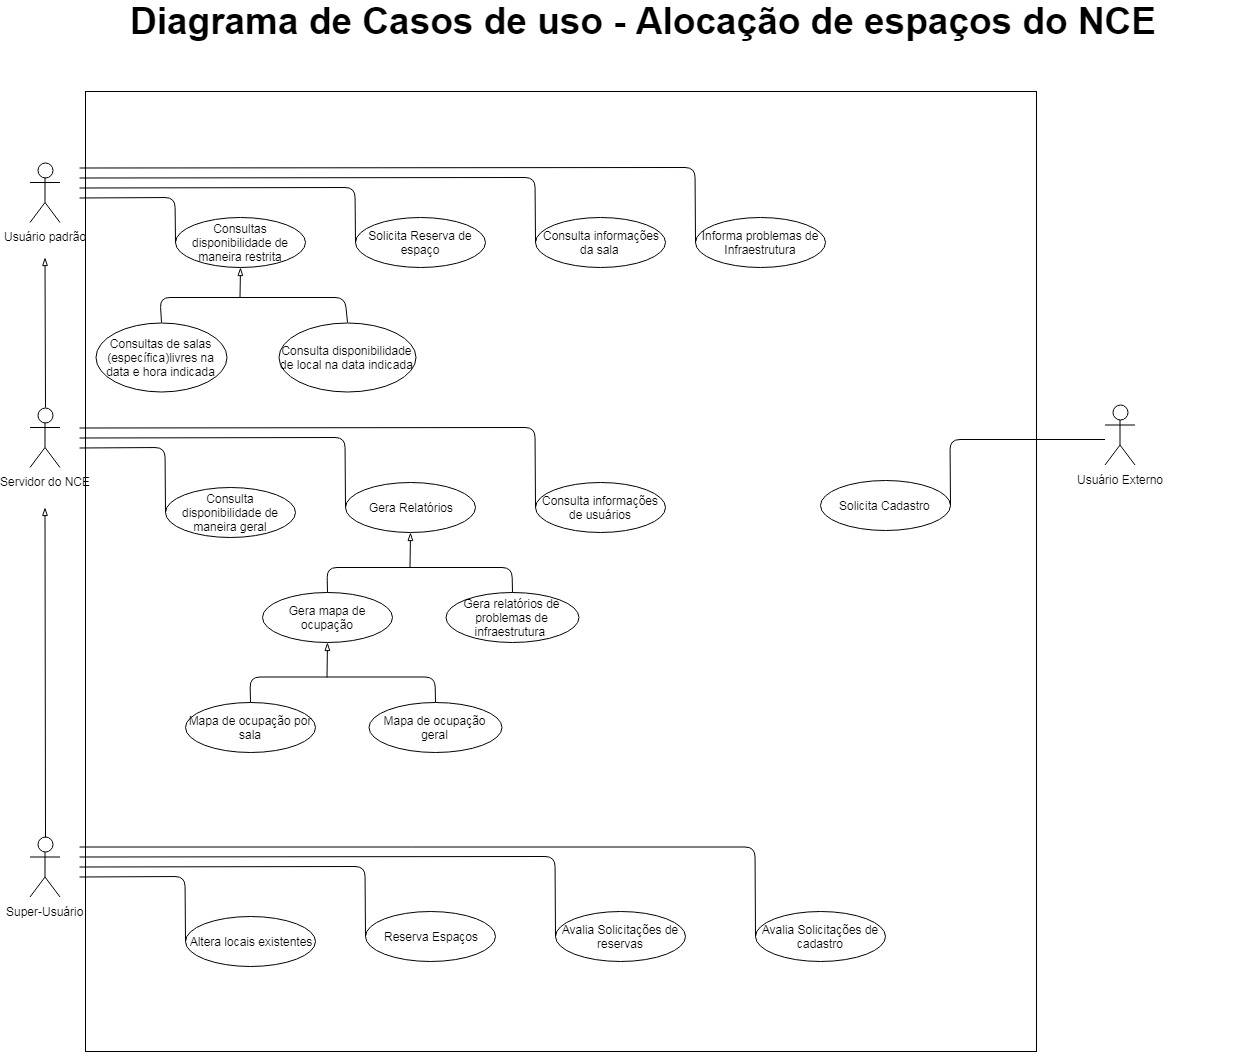 Diagrama de Casos de uso - Alocação de espaços do NCE
Usuário padrão
Consultas
disponibilidade de
maneira restrita
Solicita Reserva de
espaço
Consulta informações
da sala
Informa problemas de
Infraestrutura
Consultas de salas
(específica)livres na
data e hora indicada
Consulta disponibilidade
de local na data indicada
Servidor do NCE
Consulta
disponibilidade de
maneira geral
Gera Relatórios
Consulta informações
de usuários
Solicita Cadastro
Usuário Externo
Gera mapa de
ocupação
Gera relatórios de
problemas de
infraestrutura
Mapa de ocupação por
sala
Mapa de ocupação
geral
Super-Usuário
Altera locais existentes
Reserva Espaços
Avalia Solicitações de
reservas
Avalia Solicitações de
cadastro